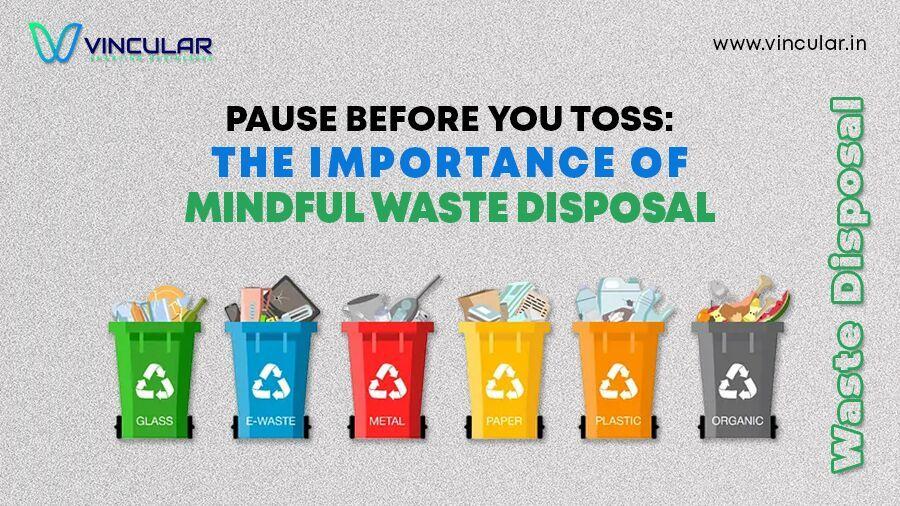 VINCULAR
www.vincular.in
PAUSE BEFORE YOU TOSS:
THE IMPORTANCE OF
MINDFUL WASTE DISPOSAL
Waste Disposal
GLASS
E-WASTE
METAL
PAPER
PLASTIC
ORGANIC